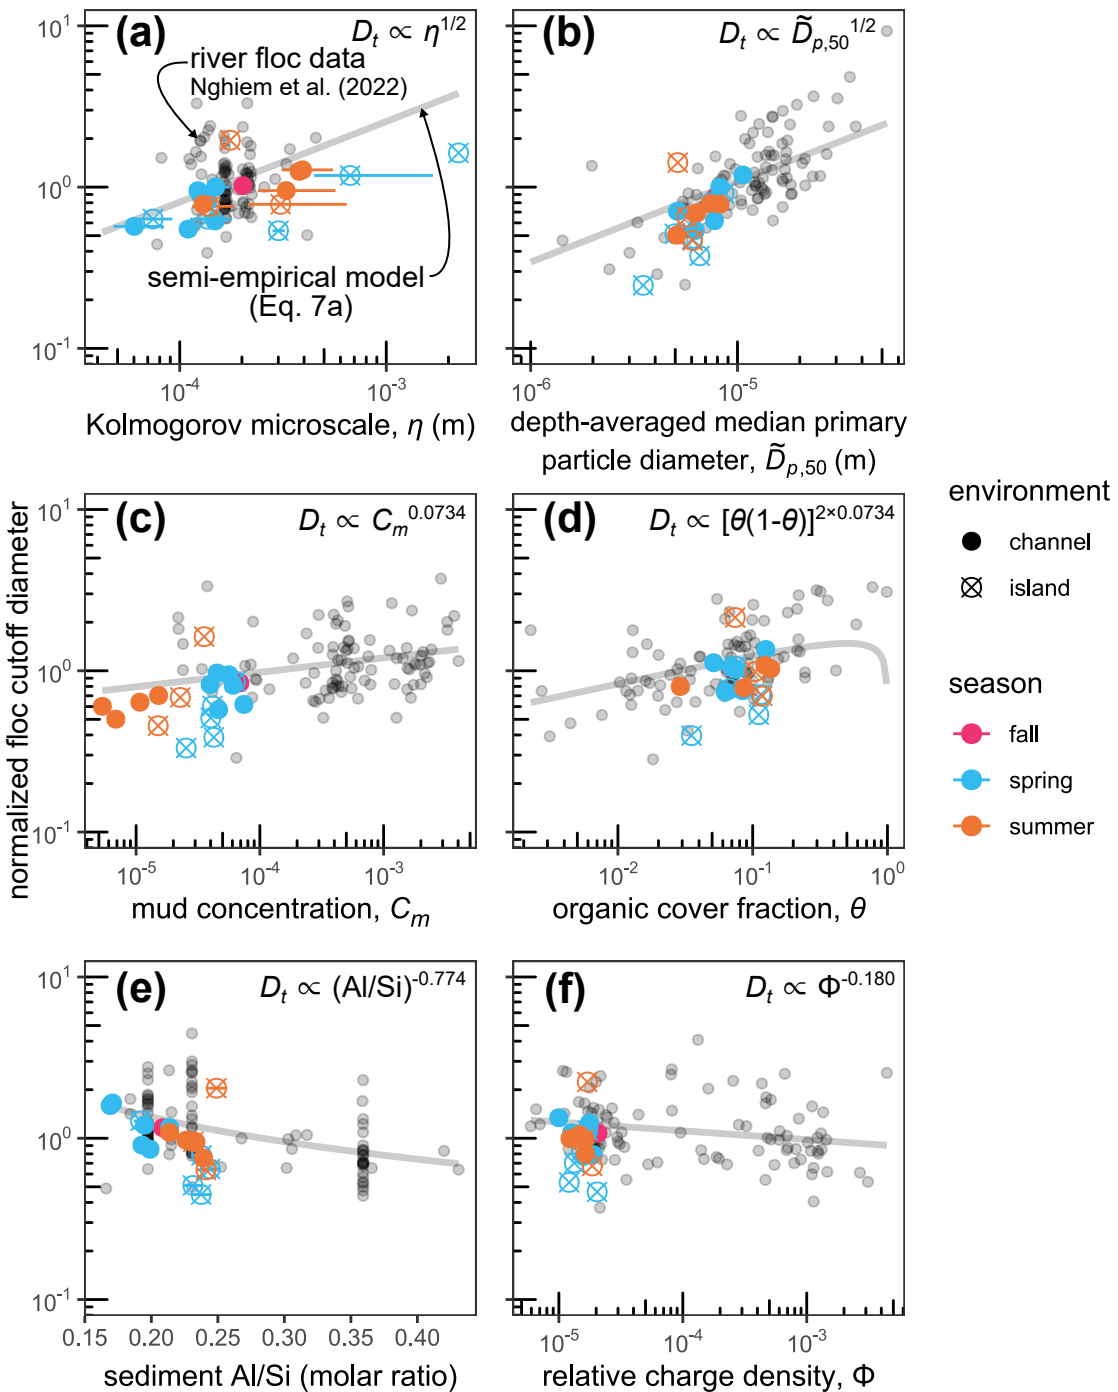 (a)
D_t ∝ η^{1/2}
river floc data
Nghiem et al. (2022)
semi-empirical model
(Eq. 7a)
10^1
10^0
10^{-1}
10^{-4}
10^{-3}
Kolmogorov microscale, η (m)
(b)
D_t ∝ D̃_{p,50}^{1/2}
10^{-6}
10^{-5}
depth-averaged median primary
particle diameter, D̃_{p,50} (m)
normalized floc cutoff diameter
(c)
D_t ∝ C_m^{0.0734}
10^1
10^0
10^{-1}
10^{-5}
10^{-4}
10^{-3}
mud concentration, C_m
(d)
D_t ∝ [θ(1-θ)]^{2×0.0734}
10^{-2}
10^{-1}
10^0
organic cover fraction, θ
environment
channel
island
season
fall
spring
summer
(e)
D_t ∝ (Al/Si)^{-0.774}
10^1
10^0
10^{-1}
0.15
0.20
0.25
0.30
0.35
0.40
sediment Al/Si (molar ratio)
(f)
D_t ∝ Φ^{-0.180}
10^{-5}
10^{-4}
10^{-3}
relative charge density, Φ